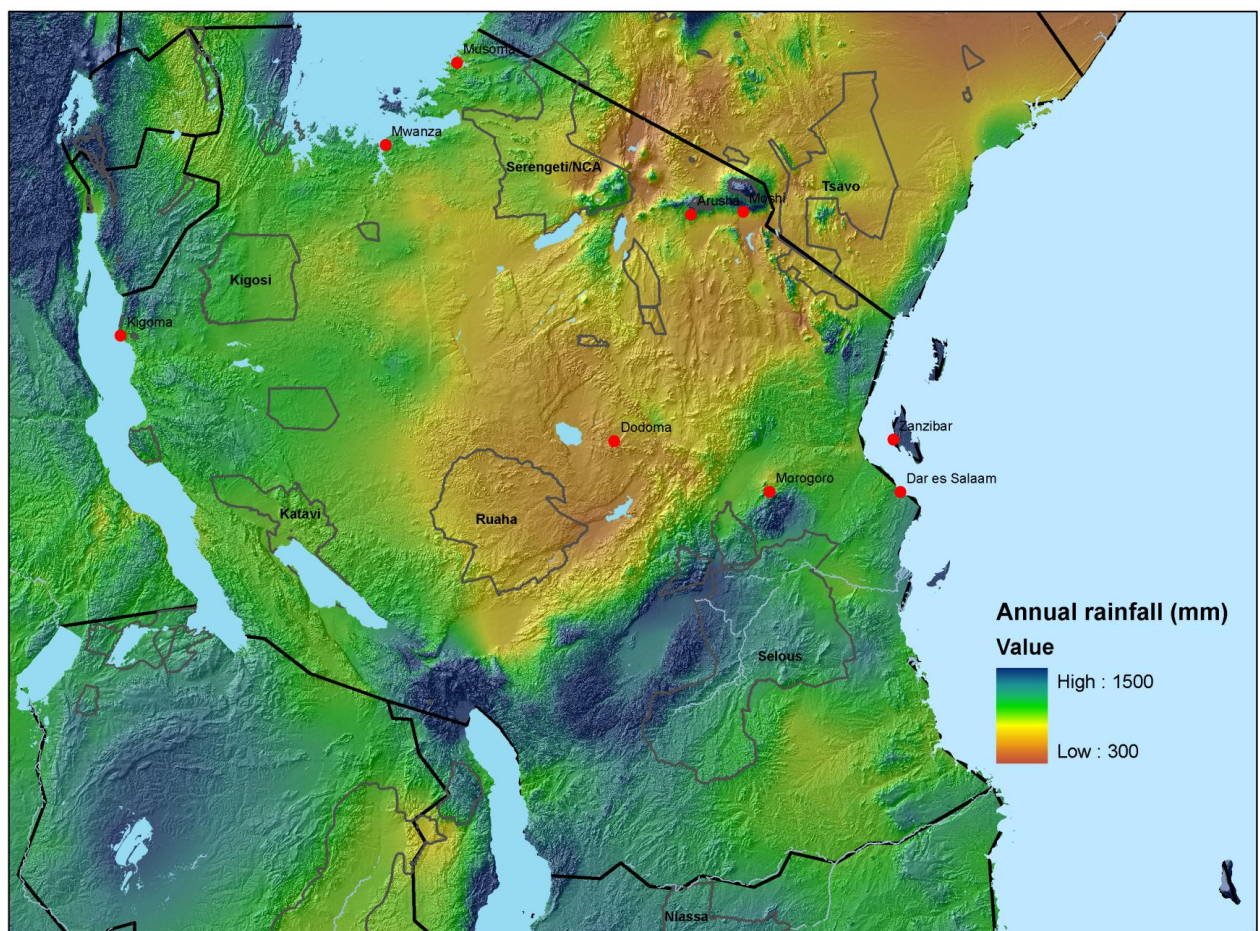 Musoma
Mwanza
Serengeti/NCA
Tsavo
Arusha
Moshi
Kigosi
Kigoma
Dodoma
Zanzibar
Morogoro
Dar es Salaam
Katavi
Ruaha
Annual rainfall (mm)
Value
High : 1500
Low : 300
Selous
Niassa